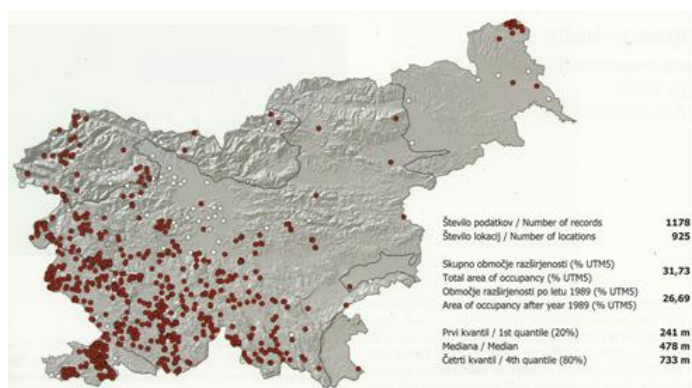 Število podatkov / Number of records 1178
Število lokacij / Number of locations 925
Skupno območje razširjenosti (% UTM5)
Total area of occupancy (% UTM5) 31,73
Območje razširjenosti po letu 1989 (% UTM5)
Area of occupancy after year 1989 (% UTM5) 26,69
Prvi kvantil / 1st quantile (20%) 241 m
Mediana / Median 478 m
Četrti kvantil / 4th quantile (80%) 733 m